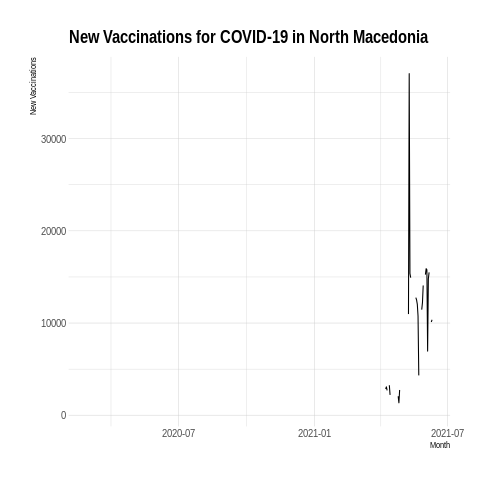 New Vaccinations for COVID-19 in North Macedonia
New Vaccinations
30000
20000
10000
0
2020-07
2021-01
2021-07
Month